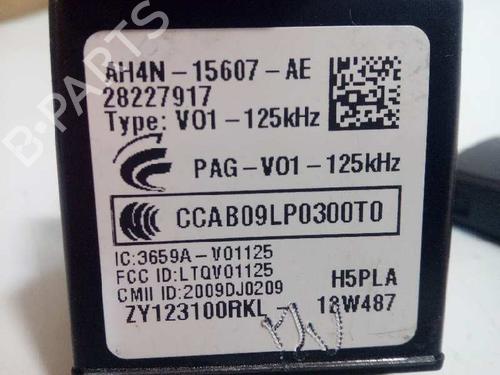 AH4N-15607-AE
28227917
Type: V01-125kHz
PAG-V01-125kHz
CCAB09LP0300T0
IC:3659A-V01125
FCC ID:LTQV01125
CMII ID:2009DJ0209
H5PLA
ZY123100RKL
13W487
B-PARTS